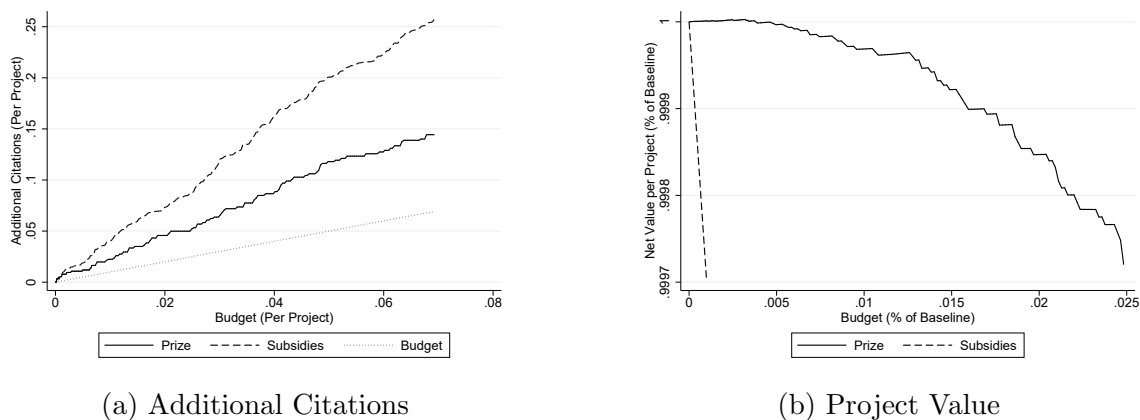 Additional Citations (Per Project)
0 .05 .1 .15 .2 .25
0 .02 .04 .06 .08
Budget (Per Project)
Prize Subsidies Budget
(a) Additional Citations
Net Value per Project (% of Baseline)
.9997 .9998 .9999 1
0 .005 .01 .015 .02 .025
Budget (% of Baseline)
Prize Subsidies
(b) Project Value